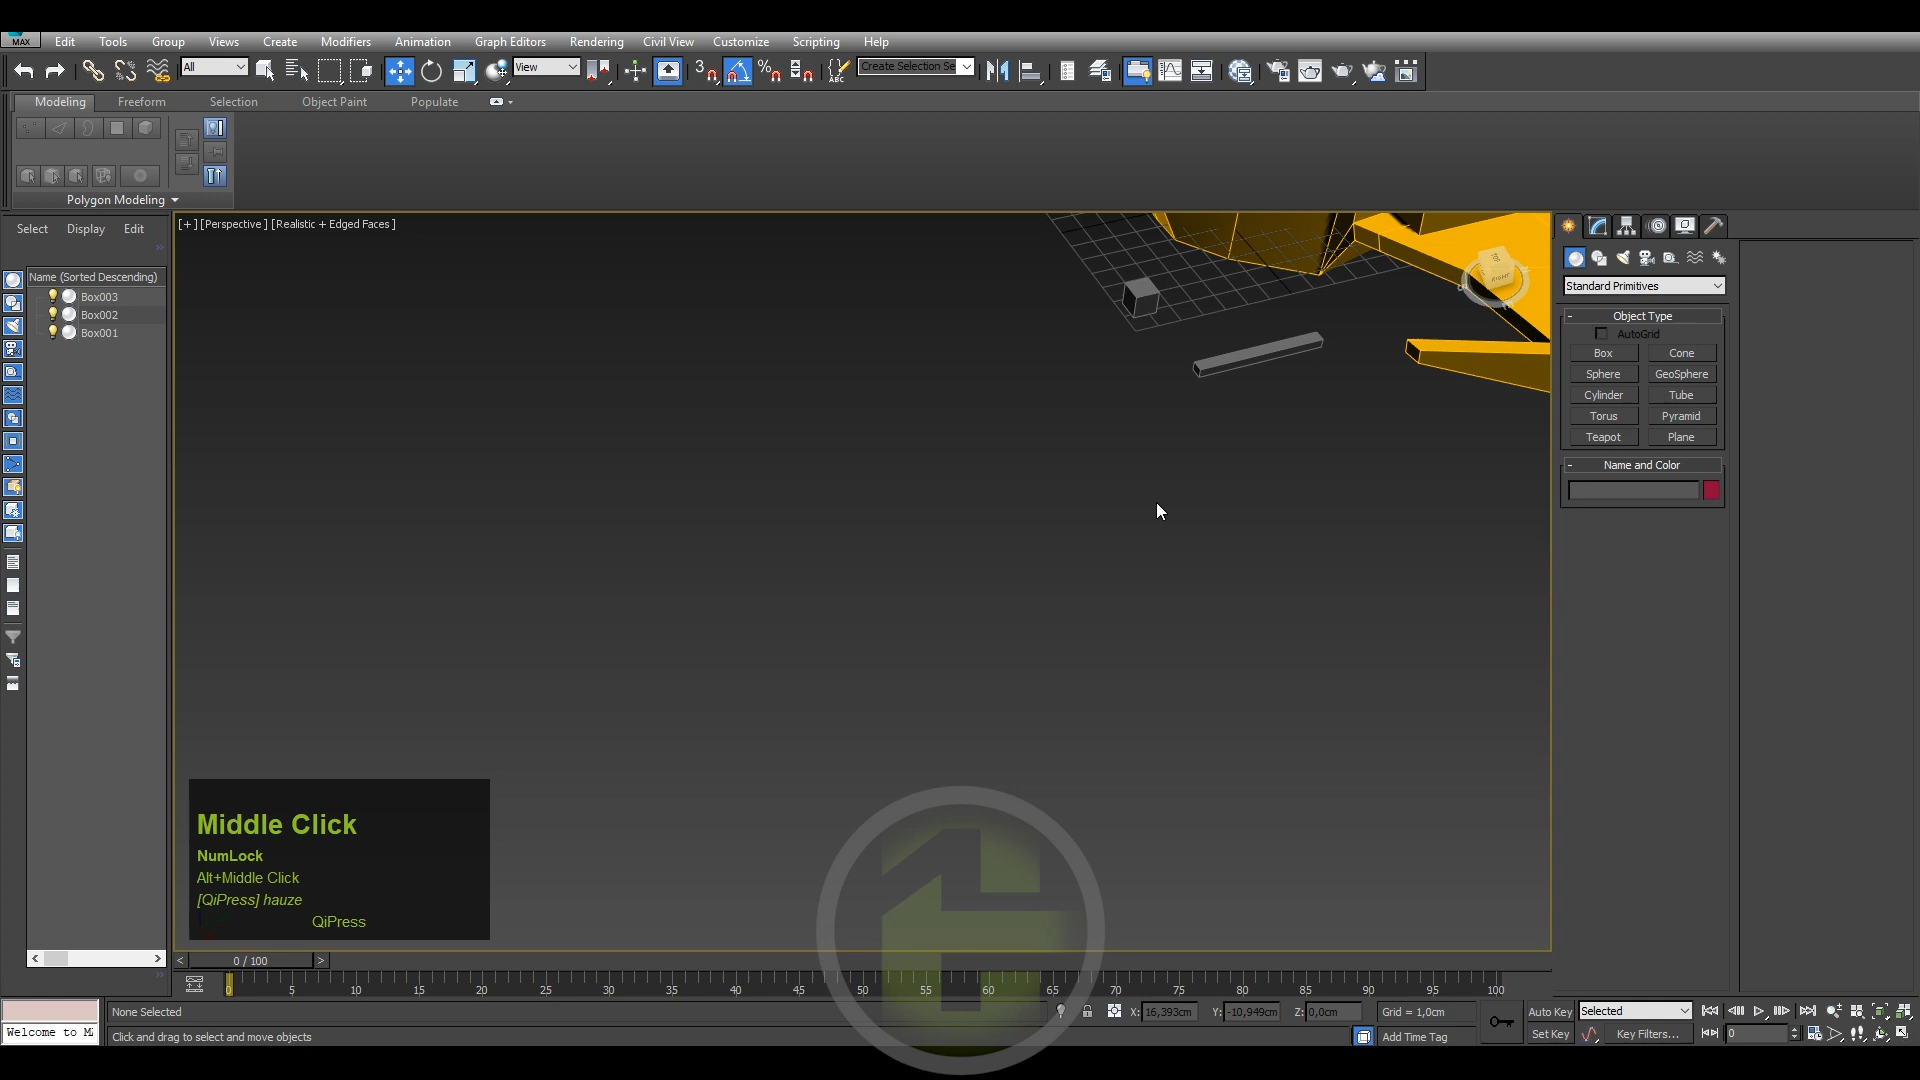 MAX Edit Tools Group Views Create Modifiers Animation Graph Editors Rendering Civil View Customize Scripting Help
All View 3 % ABC Create Selection Se
Modeling Freeform Selection Object Paint Populate
Polygon Modeling
Select Display Edit
[+] [Perspective ] [Realistic + Edged Faces ]
Name (Sorted Descending)
Box003
Box002
Box001
RIGHT
Standard Primitives
- Object Type
AutoGrid
Box Cone
Sphere GeoSphere
Cylinder Tube
Torus Pyramid
Teapot Plane
- Name and Color
Middle Click
NumLock
Alt+Middle Click
[QiPress] hauze
QiPress
< > < 0 / 100 >
0 5 10 15 20 25 30 35 40 45 50 55 60 65 70 75 80 85 90 95 100
None Selected X: 16,393cm Y: -10,949cm Z: 0,0cm Grid = 1,0cm Auto Key Selected
Welcome to M Click and drag to select and move objects Add Time Tag Set Key Key Filters... 0